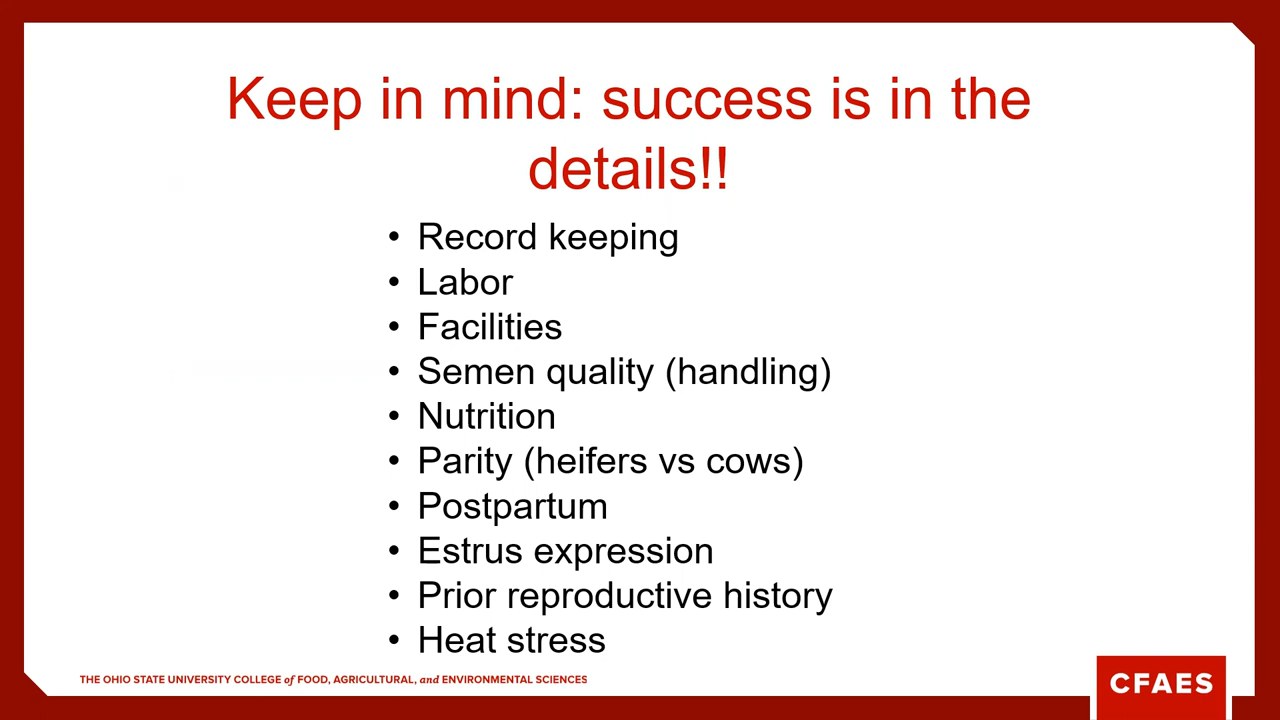 Keep in mind: success is in the
details!!
• Record keeping
• Labor
• Facilities
• Semen quality (handling)
• Nutrition
• Parity (heifers vs cows)
• Postpartum
• Estrus expression
• Prior reproductive history
• Heat stress
THE OHIO STATE UNIVERSITY COLLEGE of FOOD, AGRICULTURAL, and ENVIRONMENTAL SCIENCES
CFAES